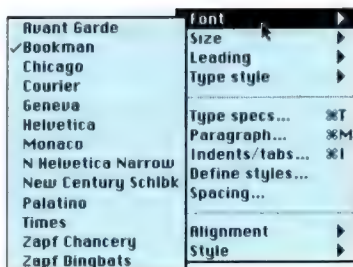 Avant Garde
✓Bookman
Chicago
Courier
Geneva
Helvetica
Monaco
N Helvetica Narrow
New Century Schlbk
Palatino
Times
Zapf Chancery
Zapf Dingbats
Font
Size
Leading
Type style
Type specs... ⌘T
Paragraph... ⌘M
Indents/tabs... ⌘I
Define styles...
Spacing...
Alignment
Style